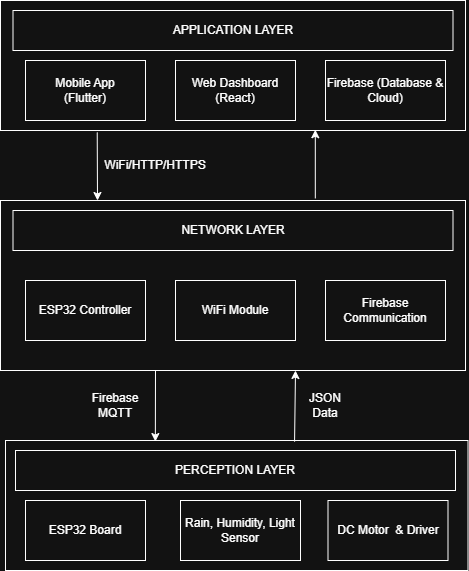 APPLICATION LAYER
Mobile App
(Flutter)
Web Dashboard
(React)
Firebase (Database &
Cloud)
WiFi/HTTP/HTTPS
NETWORK LAYER
ESP32 Controller
WiFi Module
Firebase
Communication
Firebase
MQTT
JSON
Data
PERCEPTION LAYER
ESP32 Board
Rain, Humidity, Light
Sensor
DC Motor & Driver